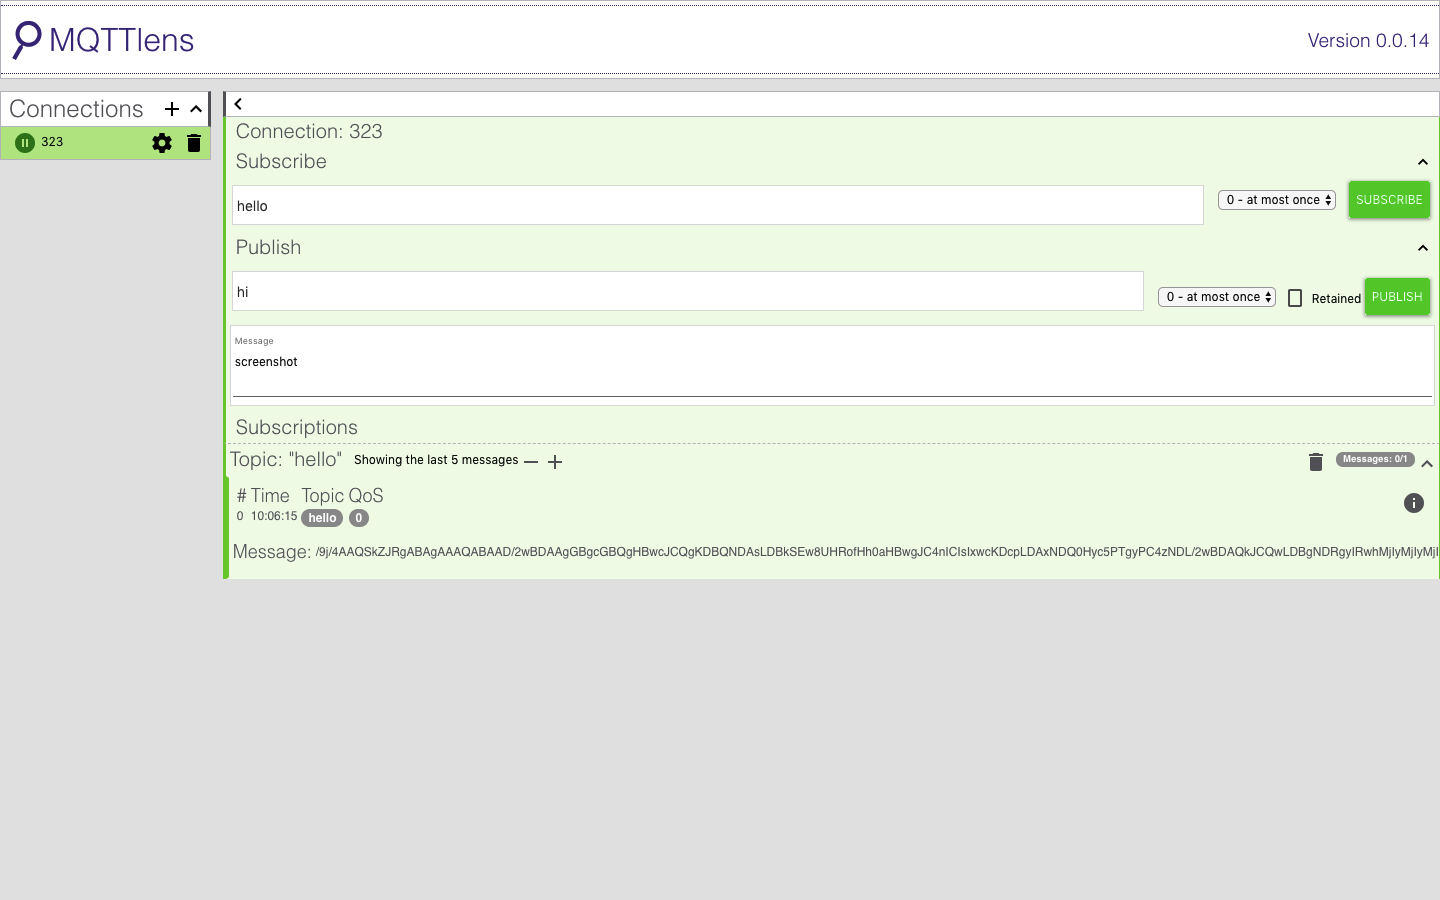 MQTTlens
Version 0.0.14
Connections
323
Connection: 323
Subscribe
hello
0 - at most once
SUBSCRIBE
Publish
hi
0 - at most once
Retained
PUBLISH
Message
screenshot
Subscriptions
Topic: "hello" Showing the last 5 messages
Messages: 0/1
# Time Topic QoS
0 10:06:15 hello 0
Message: /9j/4AAQSkZJRgABAgAAAQABAAD/2wBDAAgGBgcGBQgHBwcJCQgKDBQNDAsLDBkSEw8UHRofHh0aHBwgJC4nICIsIxwcKDcpLDAxNDQ0Hyc5PTgyPC4zNDL/2wBDAQkJCQwLDBgNDRgyIRwhMjIyMjIyMjI